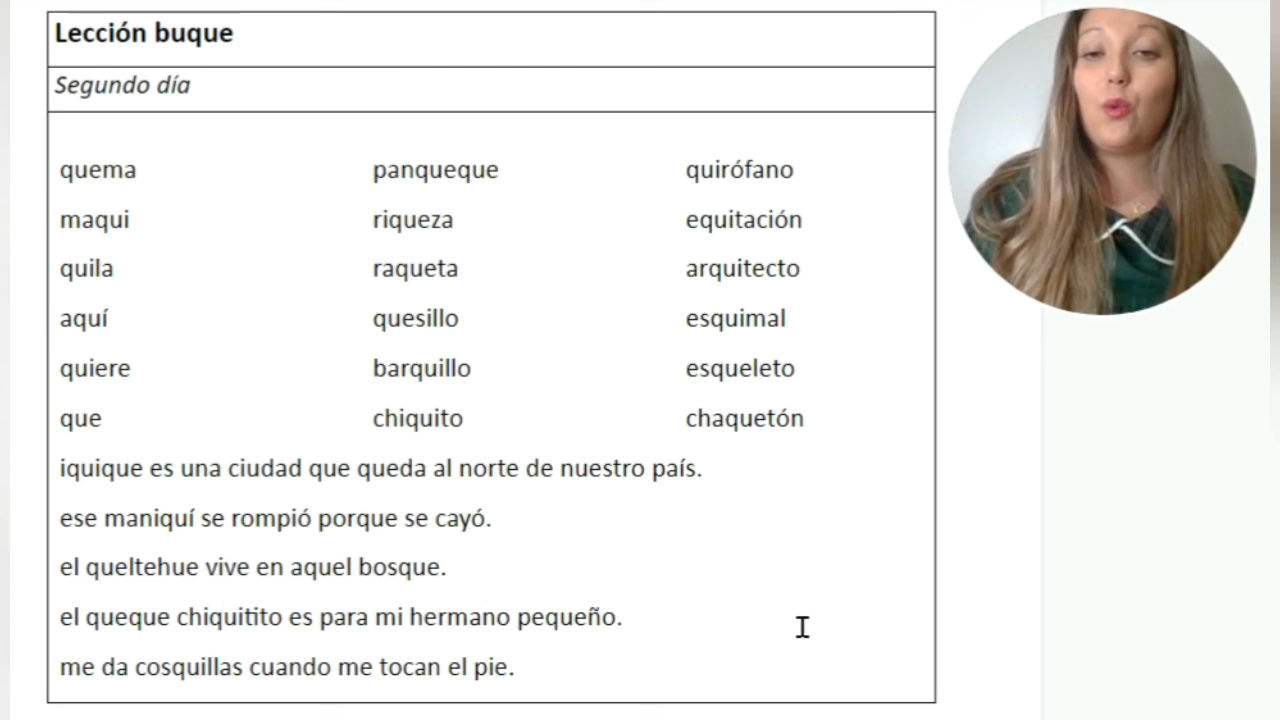 Lección buque
Segundo día
quema panqueque quirófano
maqui riqueza equitación
quila raqueta arquitecto
aquí quesillo esquimal
quiere barquillo esqueleto
que chiquito chaquetón
iquique es una ciudad que queda al norte de nuestro país.
ese maniquí se rompió porque se cayó.
el queltehue vive en aquel bosque.
el queque chiquitito es para mi hermano pequeño.
me da cosquillas cuando me tocan el pie.